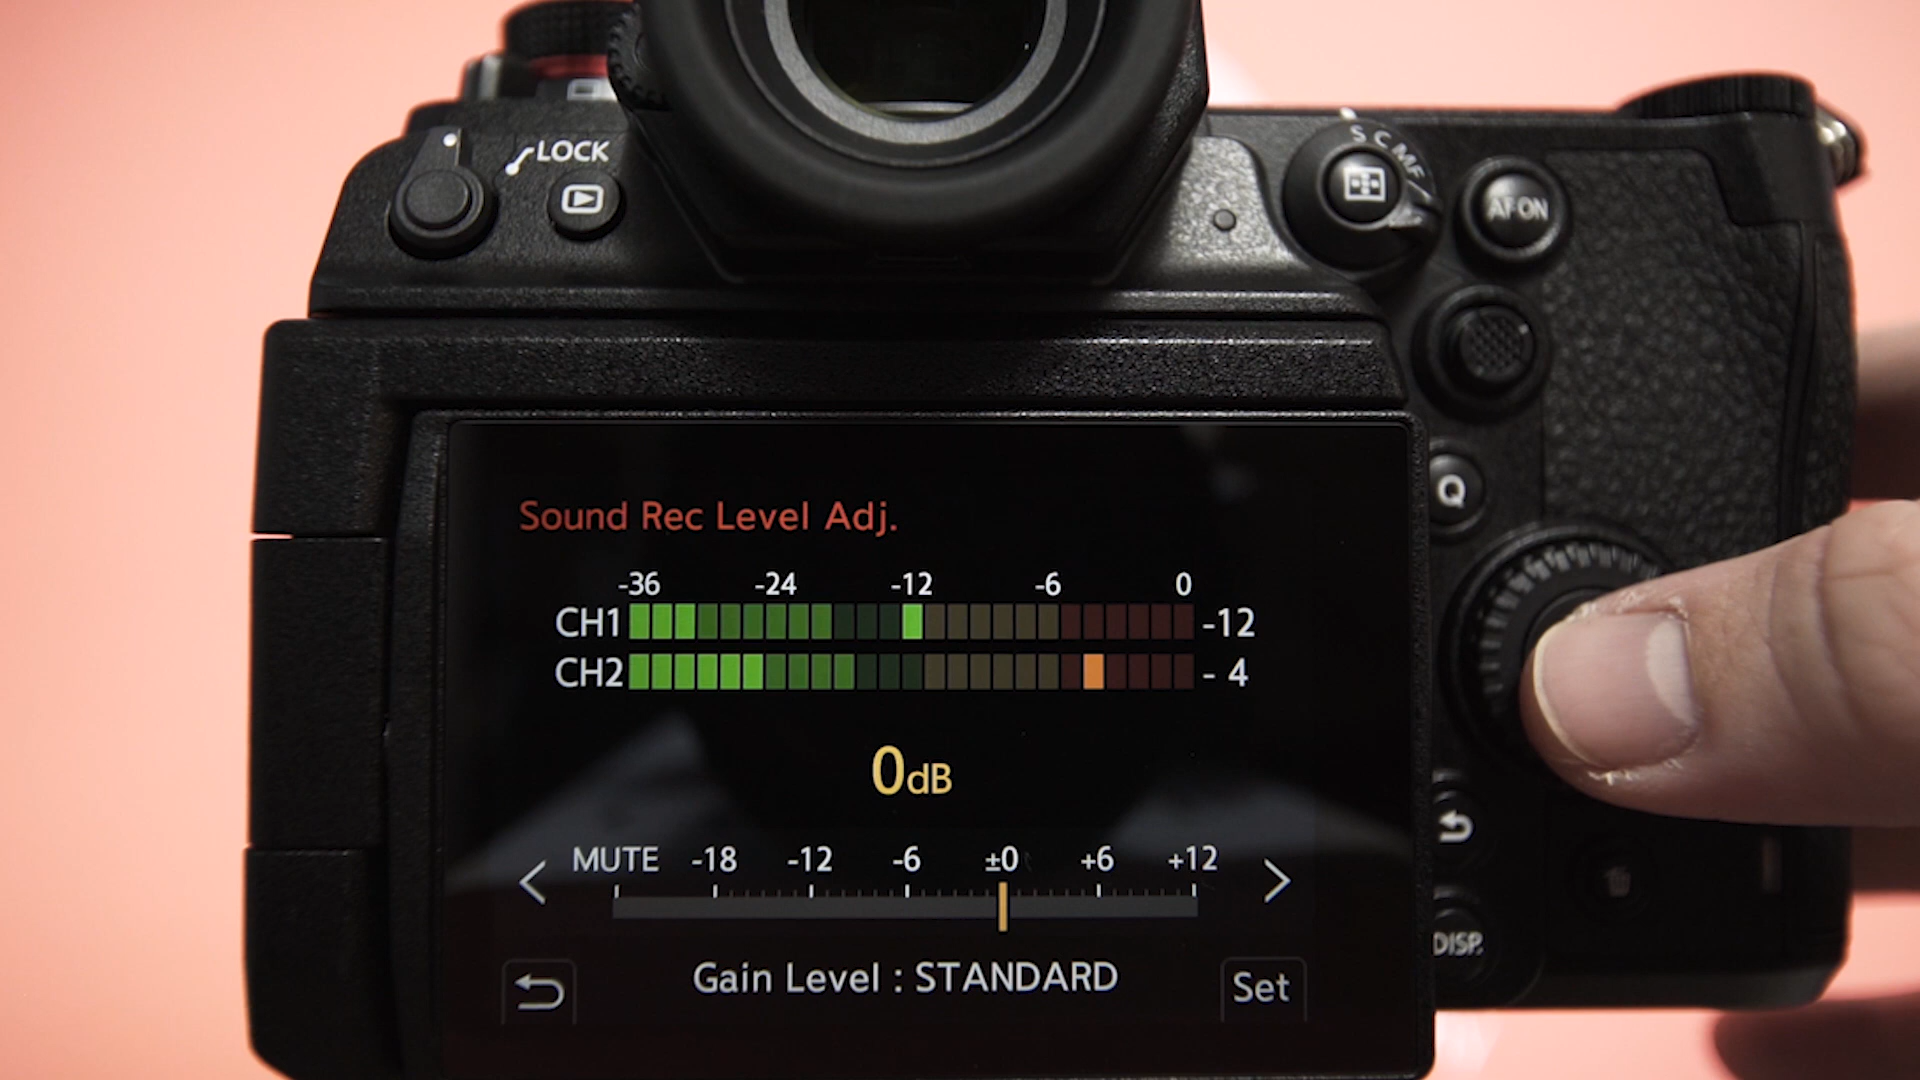 LOCK
S C MF
AF ON
Q
Sound Rec Level Adj.
-36 -24 -12 -6 0
CH1 -12
CH2 - 4
0dB
MUTE -18 -12 -6 ±0 +6 +12
Gain Level : STANDARD
Set
DISP.